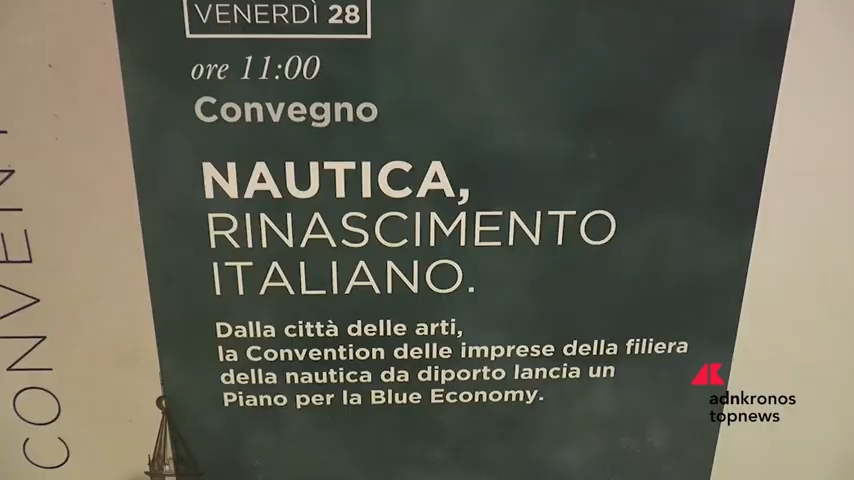 VENERDÌ 28
ore 11:00
Convegno
NAUTICA,
RINASCIMENTO
ITALIANO.
Dalla città delle arti,
la Convention delle imprese della filiera
della nautica da diporto lancia un
Piano per la Blue Economy.
CONVENT
adnkronos
topnews